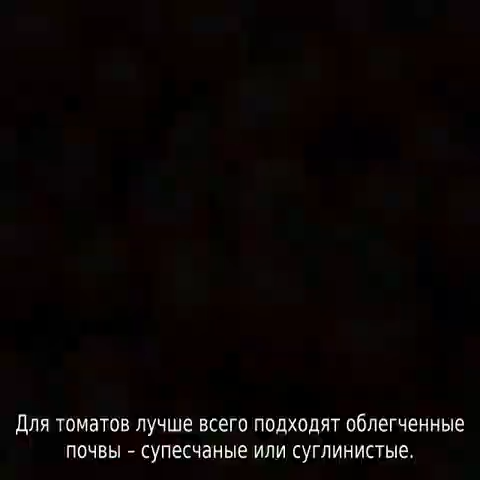 Для томатов лучше всего подходят облегченные
почвы – супесчаные или суглинистые.